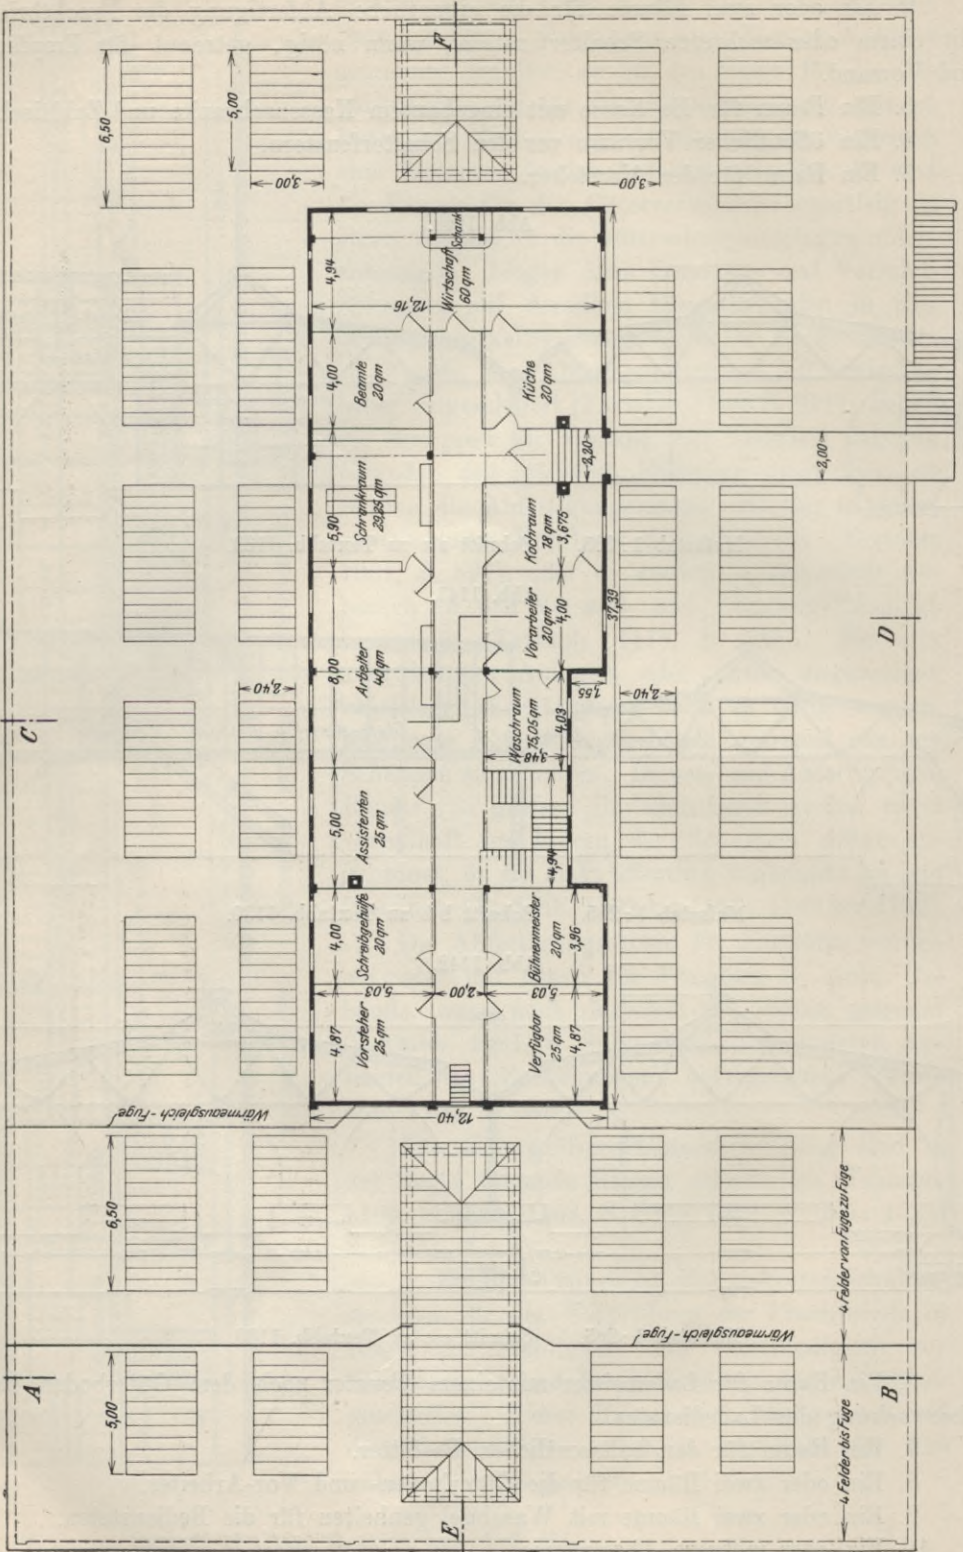 F
6,50
5,00
3,00
3,00
Schank
Wirtschaft
60 qm
4,94
12,16
4,00
Beamte
20 qm
Küche
20 qm
5,90
Schrankraum
29,25 qm
2,20
2,00
Kochraum
18 qm
3,675
8,00
Arbeiter
40 qm
Vorarbeiter
20 qm
4,00
37,39
D
C
2,40
1,55
2,40
Waschraum
15,05 qm
3,48
4,03
5,00
Assistenten
25 qm
4,94
4,00
Schreibgehülfe
20 qm
Bühnenmeister
20 qm
3,96
5,03
2,00
5,03
4,87
Vorsteher
25 qm
Verfügbar
25 qm
4,87
Wärmeausgleich-Fuge
12,40
6,50
4 Felder von Fuge zu Fuge
Wärmeausgleich-Fuge
A
B
5,00
4 Felder bis Fuge
E